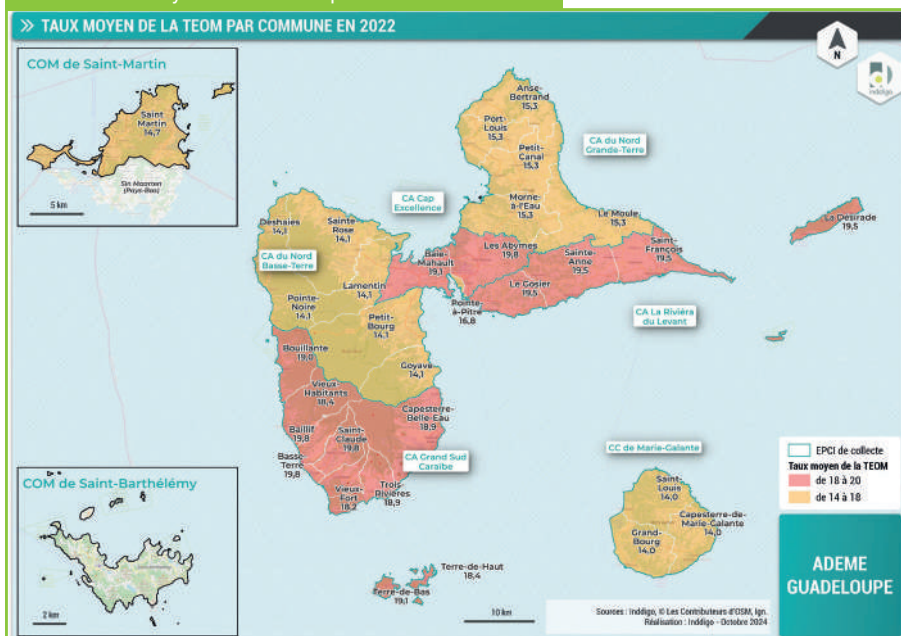 TAUX MOYEN DE LA TEOM PAR COMMUNE EN 2022
COM de Saint-Martin
Saint
Martin
14,7
Sin Maarten
(Pays-Bas)
5 km
N
inddigo
Anse-
Bertrand
15,3
Port-
Louis
15,3
Petit-
Canal
15,3
CA du Nord
Grande-Terre
CA Cap
Excellence
Morne-
à-l'Eau
15,3
Le Moule
15,3
La Désirade
19,5
Deshaies
14,1
Sainte
Rose
14,1
CA du Nord
Basse-Terre
Baie-
Mahault
19,1
Les Abymes
19,8
Sainte-
Anne
19,5
Saint-
François
19,5
Lamentin
14,1
Le Gosier
19,5
Pointe-
Noire
14,1
Pointe-
à-Pitre
16,8
CA La Riviéra
du Levant
Petit-
Bourg
14,1
Bouillante
19,0
Goyave
14,1
Vieux-
Habitants
18,4
Capesterre-
Belle-Eau
18,9
Baillif
19,8
Saint-
Claude
19,8
Basse-
Terre
19,8
CA Grand Sud
Caraïbe
CC de Marie-Galante
Vieux-
Fort
18,2
Trois-
Rivières
18,9
Saint-
Louis
14,0
Capesterre-de-
Marie-Galante
14,0
Grand-
Bourg
14,0
Terre-de-Haut
18,4
Terre-de-Bas
19,1
COM de Saint-Barthélémy
2 km
10 km
EPCI de collecte
Taux moyen de la TEOM
de 18 à 20
de 14 à 18
ADEME
GUADELOUPE
Sources : Inddigo, © Les Contributeurs d'OSM, Ign.
Réalisation : Inddigo - Octobre 2024